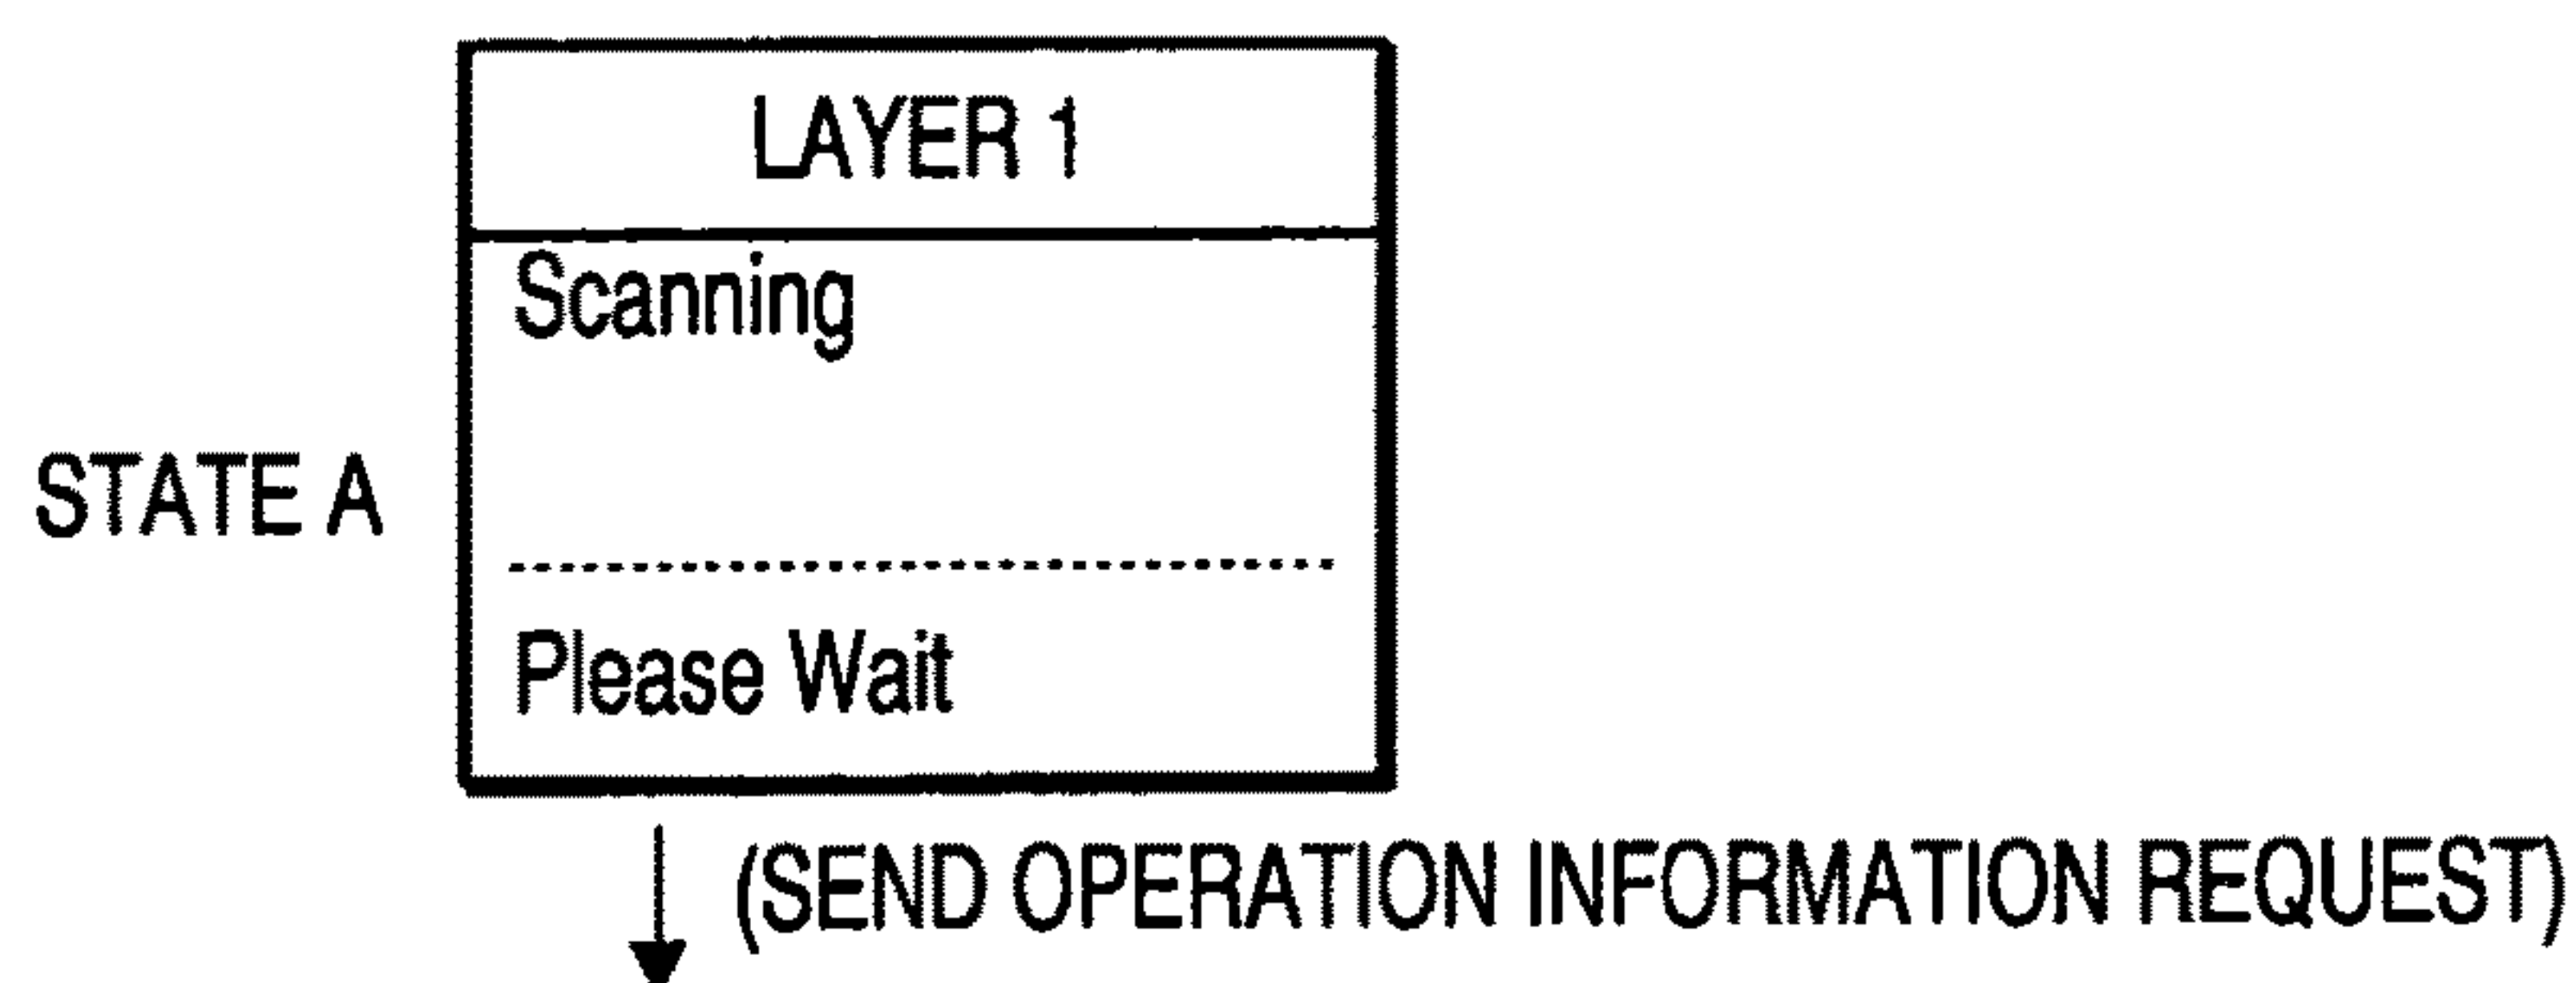 LAYER 1
Scanning
STATE A
Please Wait
(SEND OPERATION INFORMATION REQUEST)